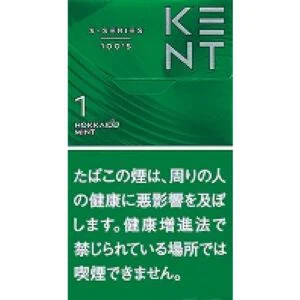 S-SERIES
100'S
KENT
1
HOKKAIDO
MINT
たばこの煙は、周りの人
の健康に悪影響を及ぼ
します。健康増進法で
禁じられている場所では
喫煙できません。